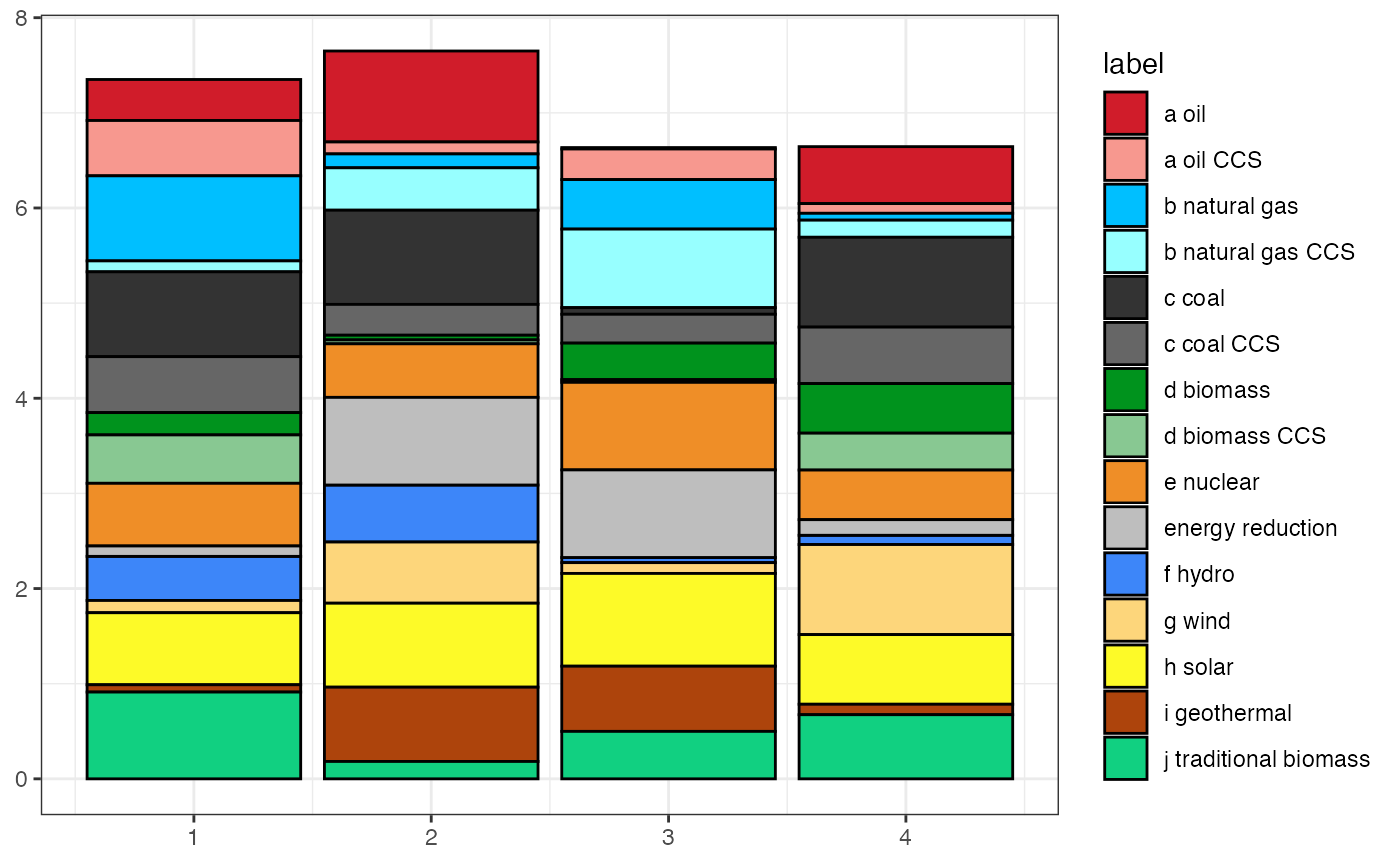 8
6
4
2
0
1 2 3 4
label
a oil
a oil CCS
b natural gas
b natural gas CCS
c coal
c coal CCS
d biomass
d biomass CCS
e nuclear
energy reduction
f hydro
g wind
h solar
i geothermal
j traditional biomass